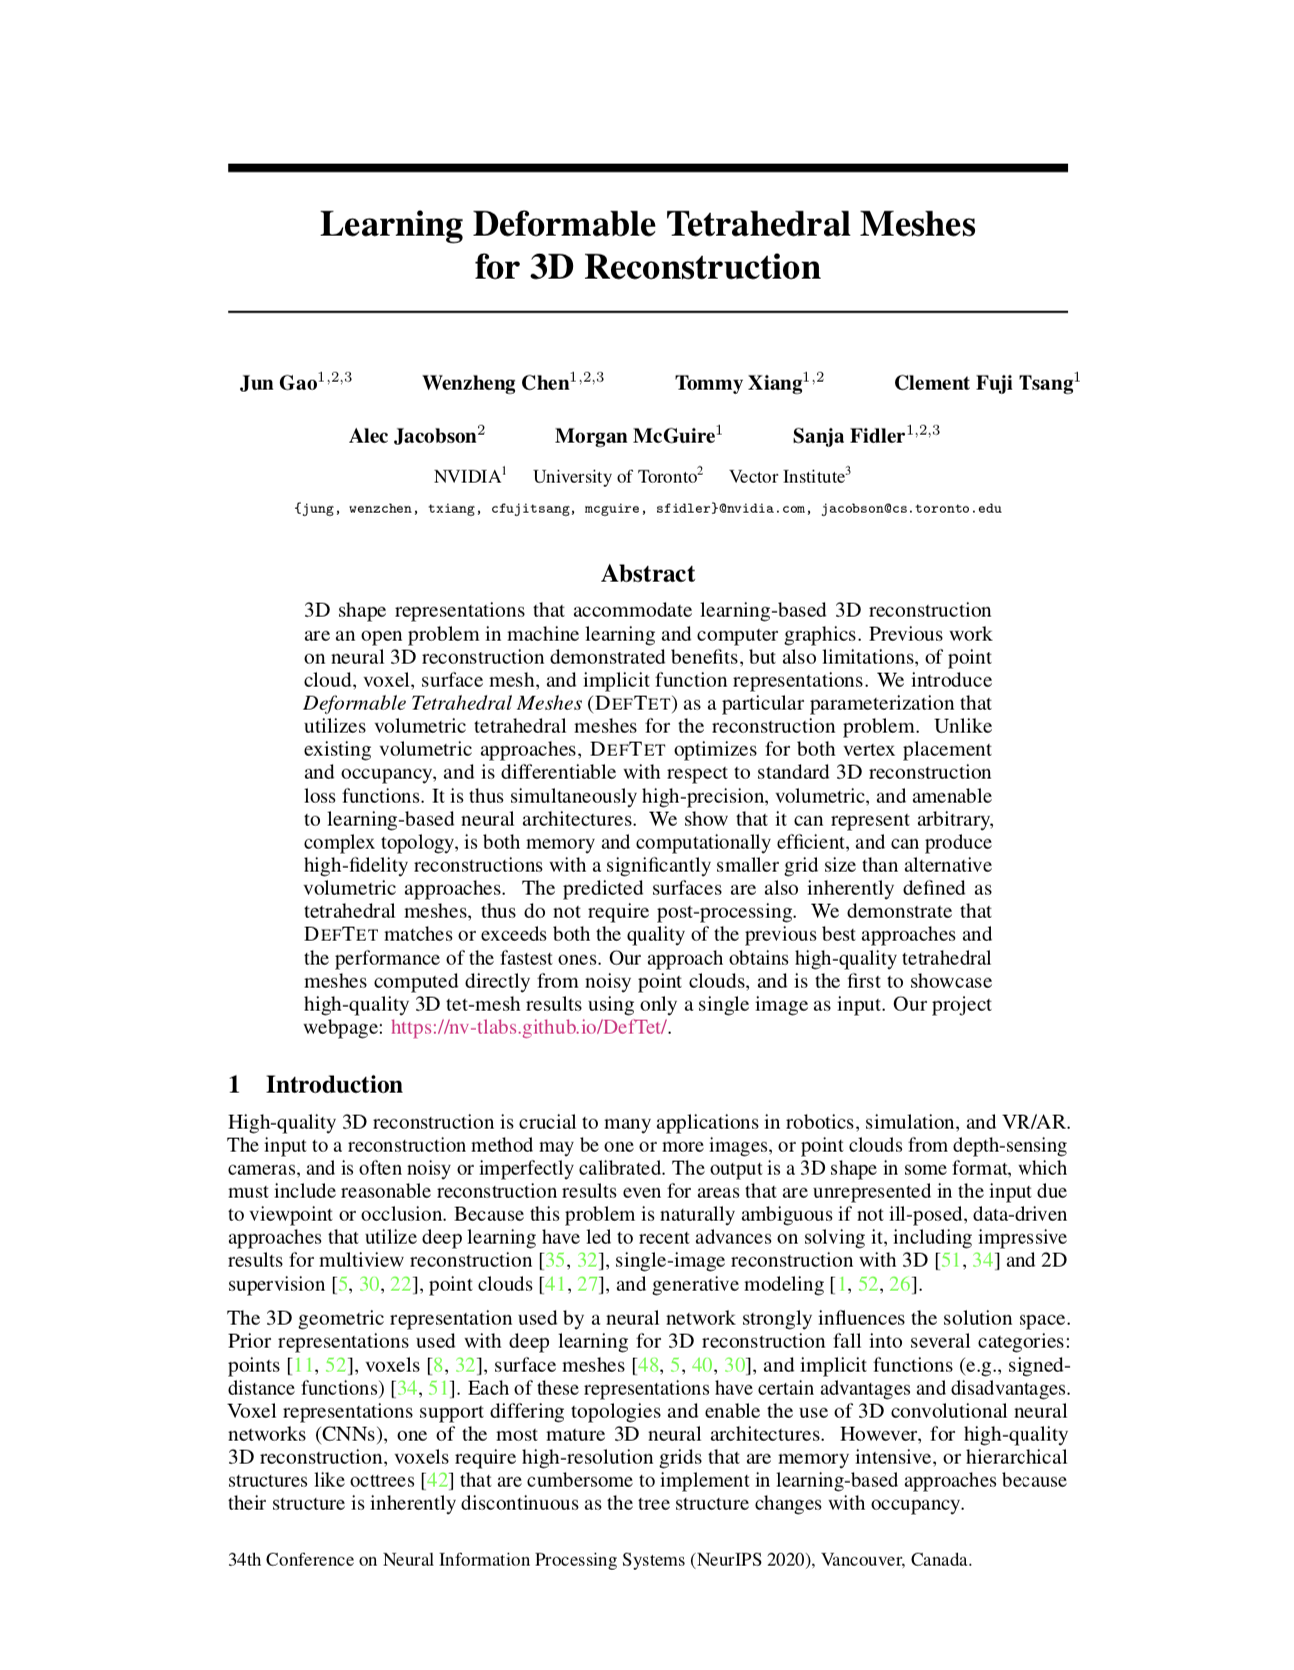 Learning Deformable Tetrahedral Meshes
for 3D Reconstruction
Jun Gao1,2,3 Wenzheng Chen1,2,3 Tommy Xiang1,2 Clement Fuji Tsang1
Alec Jacobson2 Morgan McGuire1 Sanja Fidler1,2,3
NVIDIA1 University of Toronto2 Vector Institute3
{jung, wenzchen, txiang, cfujitsang, mcguire, sfidler}@nvidia.com, jacobson@cs.toronto.edu
Abstract
3D shape representations that accommodate learning-based 3D reconstruction
are an open problem in machine learning and computer graphics. Previous work
on neural 3D reconstruction demonstrated benefits, but also limitations, of point
cloud, voxel, surface mesh, and implicit function representations. We introduce
Deformable Tetrahedral Meshes (DEFTET) as a particular parameterization that
utilizes volumetric tetrahedral meshes for the reconstruction problem. Unlike
existing volumetric approaches, DEFTET optimizes for both vertex placement
and occupancy, and is differentiable with respect to standard 3D reconstruction
loss functions. It is thus simultaneously high-precision, volumetric, and amenable
to learning-based neural architectures. We show that it can represent arbitrary,
complex topology, is both memory and computationally efficient, and can produce
high-fidelity reconstructions with a significantly smaller grid size than alternative
volumetric approaches. The predicted surfaces are also inherently defined as
tetrahedral meshes, thus do not require post-processing. We demonstrate that
DEFTET matches or exceeds both the quality of the previous best approaches and
the performance of the fastest ones. Our approach obtains high-quality tetrahedral
meshes computed directly from noisy point clouds, and is the first to showcase
high-quality 3D tet-mesh results using only a single image as input. Our project
webpage: https://nv-tlabs.github.io/DefTet/.
1 Introduction
High-quality 3D reconstruction is crucial to many applications in robotics, simulation, and VR/AR.
The input to a reconstruction method may be one or more images, or point clouds from depth-sensing
cameras, and is often noisy or imperfectly calibrated. The output is a 3D shape in some format, which
must include reasonable reconstruction results even for areas that are unrepresented in the input due
to viewpoint or occlusion. Because this problem is naturally ambiguous if not ill-posed, data-driven
approaches that utilize deep learning have led to recent advances on solving it, including impressive
results for multiview reconstruction [35, 32], single-image reconstruction with 3D [51, 34] and 2D
supervision [5, 30, 22], point clouds [41, 27], and generative modeling [1, 52, 26].
The 3D geometric representation used by a neural network strongly influences the solution space.
Prior representations used with deep learning for 3D reconstruction fall into several categories:
points [11, 52], voxels [8, 32], surface meshes [48, 5, 40, 30], and implicit functions (e.g., signed-
distance functions) [34, 51]. Each of these representations have certain advantages and disadvantages.
Voxel representations support differing topologies and enable the use of 3D convolutional neural
networks (CNNs), one of the most mature 3D neural architectures. However, for high-quality
3D reconstruction, voxels require high-resolution grids that are memory intensive, or hierarchical
structures like octtrees [42] that are cumbersome to implement in learning-based approaches because
their structure is inherently discontinuous as the tree structure changes with occupancy.
34th Conference on Neural Information Processing Systems (NeurIPS 2020), Vancouver, Canada.